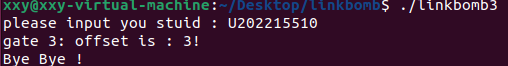 xxy@xxy-virtual-machine:~/Desktop/linkbomb$ ./linkbomb3
please input you stuid : U202215510
gate 3: offset is : 3!
Bye Bye !